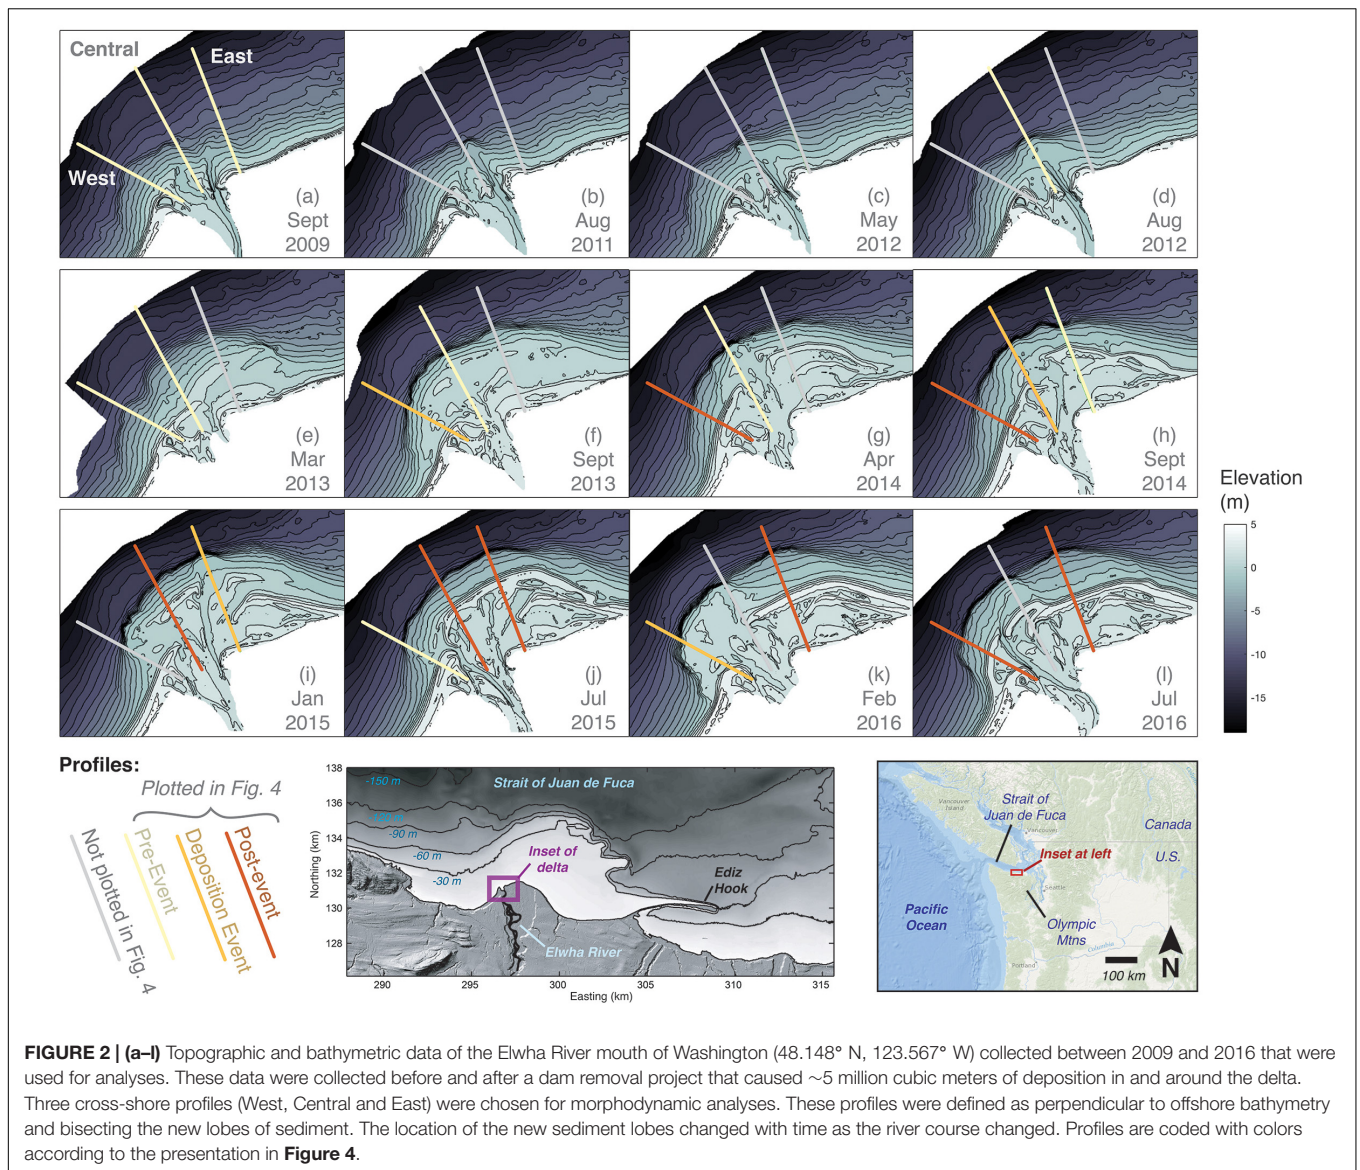 Central
East
West
(a)
Sept
2009
(b)
Aug
2011
(c)
May
2012
(d)
Aug
2012
(e)
Mar
2013
(f)
Sept
2013
(g)
Apr
2014
(h)
Sept
2014
(i)
Jan
2015
(j)
Jul
2015
(k)
Feb
2016
(l)
Jul
2016
Elevation
(m)
5
0
-5
-10
-15
Profiles:
Plotted in Fig. 4
Not plotted in Fig. 4
Pre-Event
Deposition Event
Post-event
Northing (km)
138
136
134
132
130
128
-150 m
-90 m
-60 m
-30 m
Strait of Juan de Fuca
Inset of
delta
Ediz
Hook
Elwha River
290
295
300
305
310
315
Easting (km)
Vancouver
Island
Strait of
Juan de Fuca
Vancouver
Canada
U.S.
Inset at left
Seattle
Pacific
Ocean
Olympic
Mtns
Columbia
Portland
100 km
N
FIGURE 2 | (a–l) Topographic and bathymetric data of the Elwha River mouth of Washington (48.148° N, 123.567° W) collected between 2009 and 2016 that were
used for analyses. These data were collected before and after a dam removal project that caused ~5 million cubic meters of deposition in and around the delta.
Three cross-shore profiles (West, Central and East) were chosen for morphodynamic analyses. These profiles were defined as perpendicular to offshore bathymetry
and bisecting the new lobes of sediment. The location of the new sediment lobes changed with time as the river course changed. Profiles are coded with colors
according to the presentation in Figure 4.